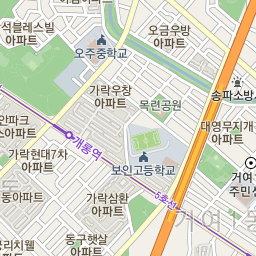 석블레스빌
아파트
오주중학교
오금우방
아파트
가락우창
아파트
목련공원
송파소방서
대영무지개
아파트
안파크
아파트
개롱역
가락현대7차
아파트
보인고등학교
거여
주민
동아파트
가락삼환
아파트
5호선
거여1동
동구햇살
아파트
리치웰